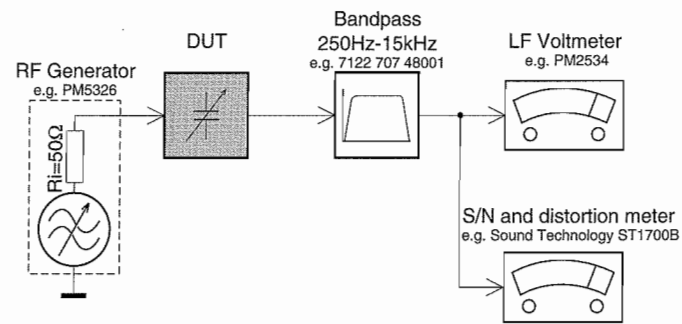 Bandpass
DUT
250Hz-15kHz
LF Voltmeter
e.g. 7122 707 48001
e.g. PM2534
RF Generator
e.g. PM5326
Ri=50Ω
S/N and distortion meter
e.g. Sound Technology ST1700B